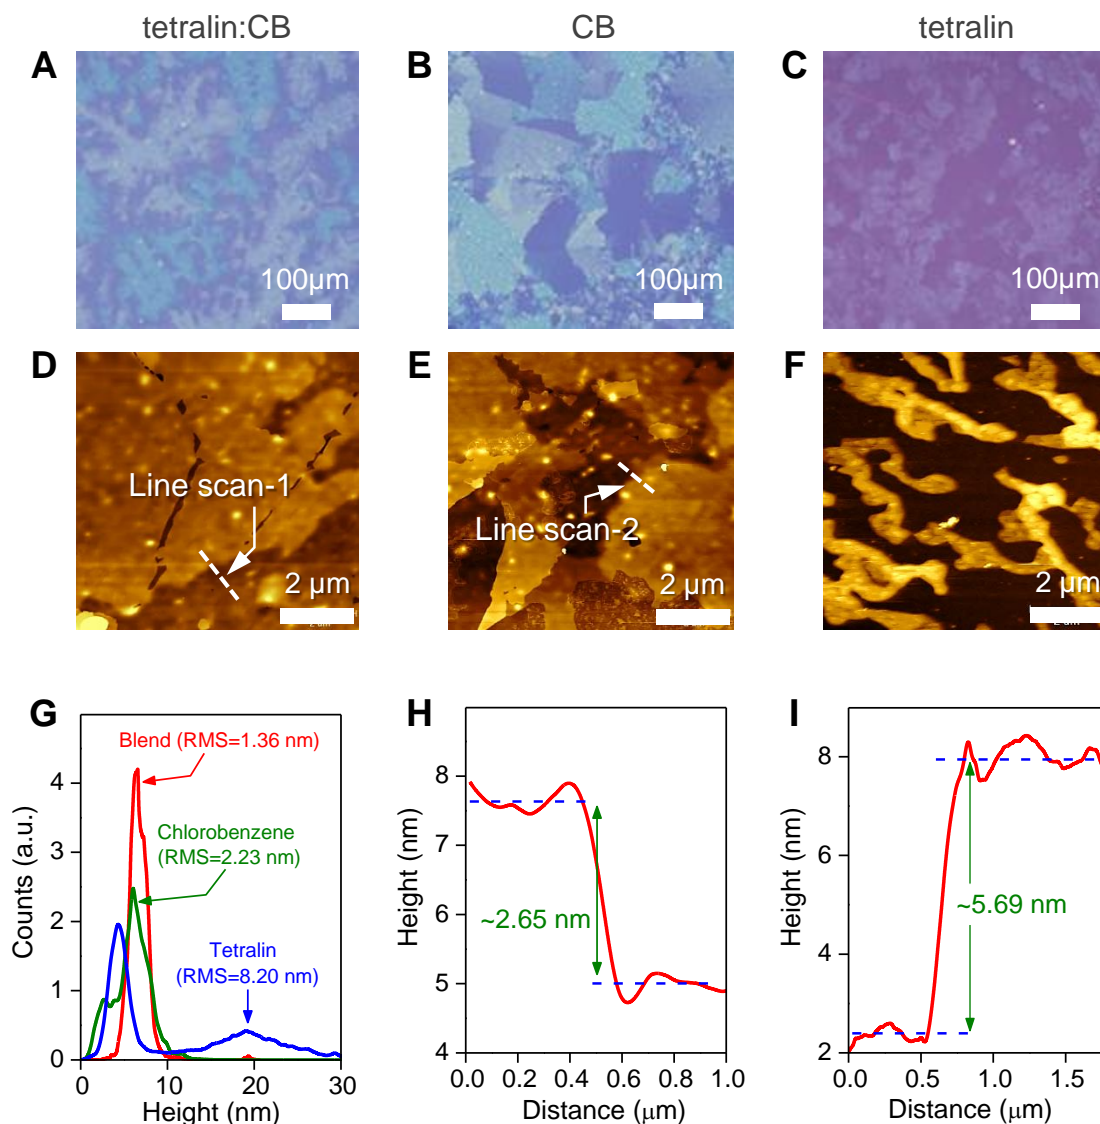 tetralin:CB
CB
tetralin
A
B
C
100µm
100µm
100µm
D
E
F
Line scan-1
Line scan-2
2 µm
2 µm
2 µm
G
H
I
Blend (RMS=1.36 nm)
Chlorobenzene
(RMS=2.23 nm)
Tetralin
(RMS=8.20 nm)
Counts (a.u.)
4
3
2
1
0
0
10
20
30
Height (nm)
~2.65 nm
Height (nm)
8
7
6
5
4
0.0
0.2
0.4
0.6
0.8
1.0
Distance (µm)
~5.69 nm
Height (nm)
8
6
4
2
0.0
0.5
1.0
1.5
Distance (µm)